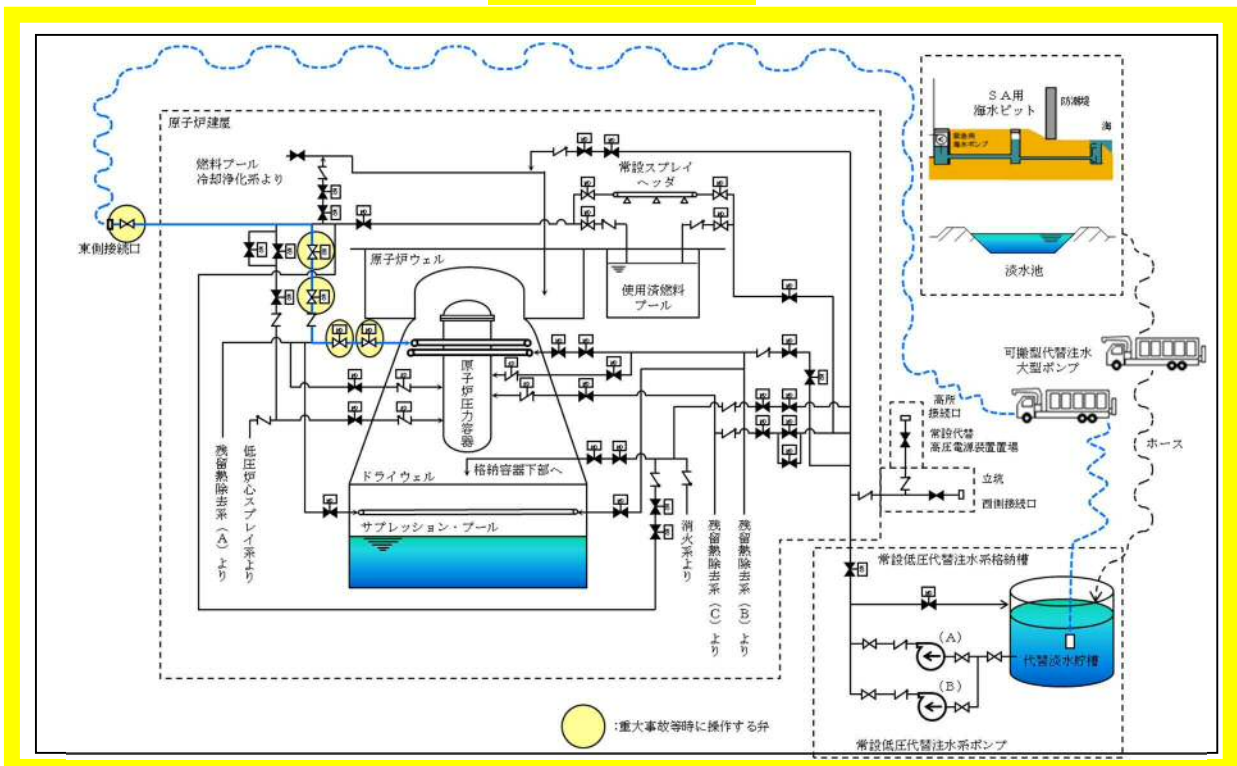 SA用
海水ピット
防潮堤
海
緊急用
海水ポンプ
淡水池
原子炉建屋
燃料プール
冷却浄化系より
常設スプレイ
ヘッダ
東側接続口
原子炉ウェル
使用済燃料
プール
可搬型代替注水
大型ポンプ
原子炉圧力容器
高所
接続口
常設代替
高圧電源装置置場
ホース
残留熱除去系(A)より
低圧炉心スプレイ系より
ドライウェル
格納容器下部へ
立坑
西側接続口
サプレッション・プール
消火系より
残留熱除去系(C)より
残留熱除去系(B)より
常設低圧代替注水系格納槽
(A)
代替淡水貯槽
(B)
:重大事故等時に操作する弁
常設低圧代替注水系ポンプ